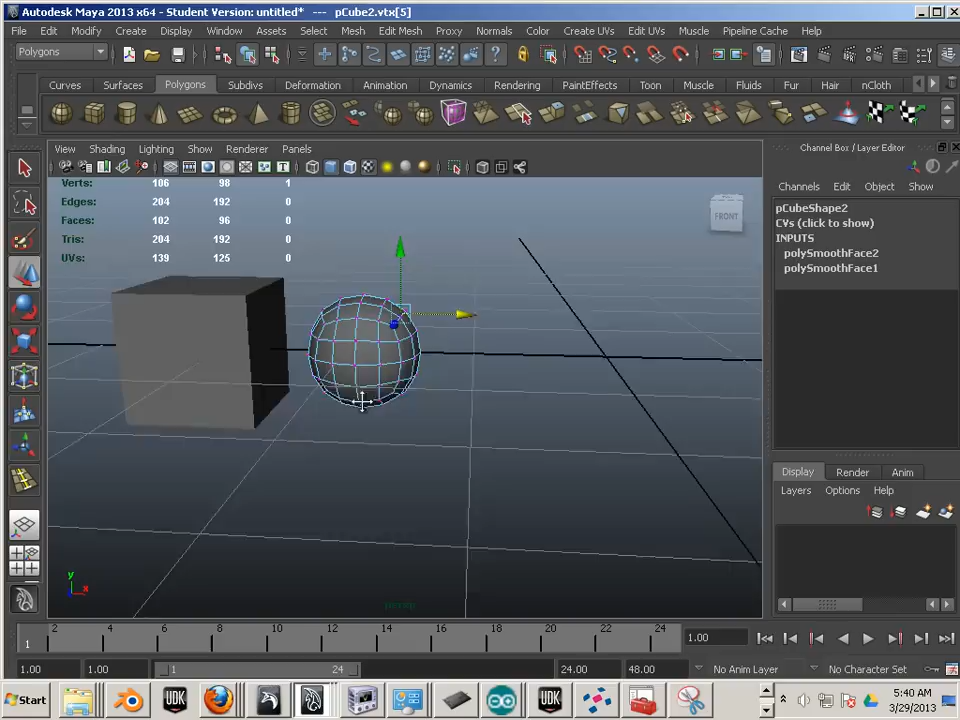 Autodesk Maya 2013 x64 - Student Version: untitled* --- pCube2.vtx[5]
File Edit Modify Create Display Window Assets Select Mesh Edit Mesh Proxy Normals Color Create UVs Edit UVs Muscle Pipeline Cache Help
Polygons
Curves Surfaces Polygons Subdivs Deformation Animation Dynamics Rendering PaintEffects Toon Muscle Fluids Fur Hair nCloth
View Shading Lighting Show Renderer Panels
Channel Box / Layer Editor
Channels Edit Object Show
Verts: 106 98 1
Edges: 204 192 0
Faces: 102 96 0
Tris: 204 192 0
UVs: 139 125 0
FRONT
pCubeShape2
CVs (click to show)
INPUTS
polySmoothFace2
polySmoothFace1
Display Render Anim
Layers Options Help
y
x
persp
1 2 4 6 8 10 12 14 16 18 20 22 24 1.00
1.00 1.00 1 24 24.00 48.00 No Anim Layer No Character Set
Start UDK UDK
5:40 AM
3/29/2013